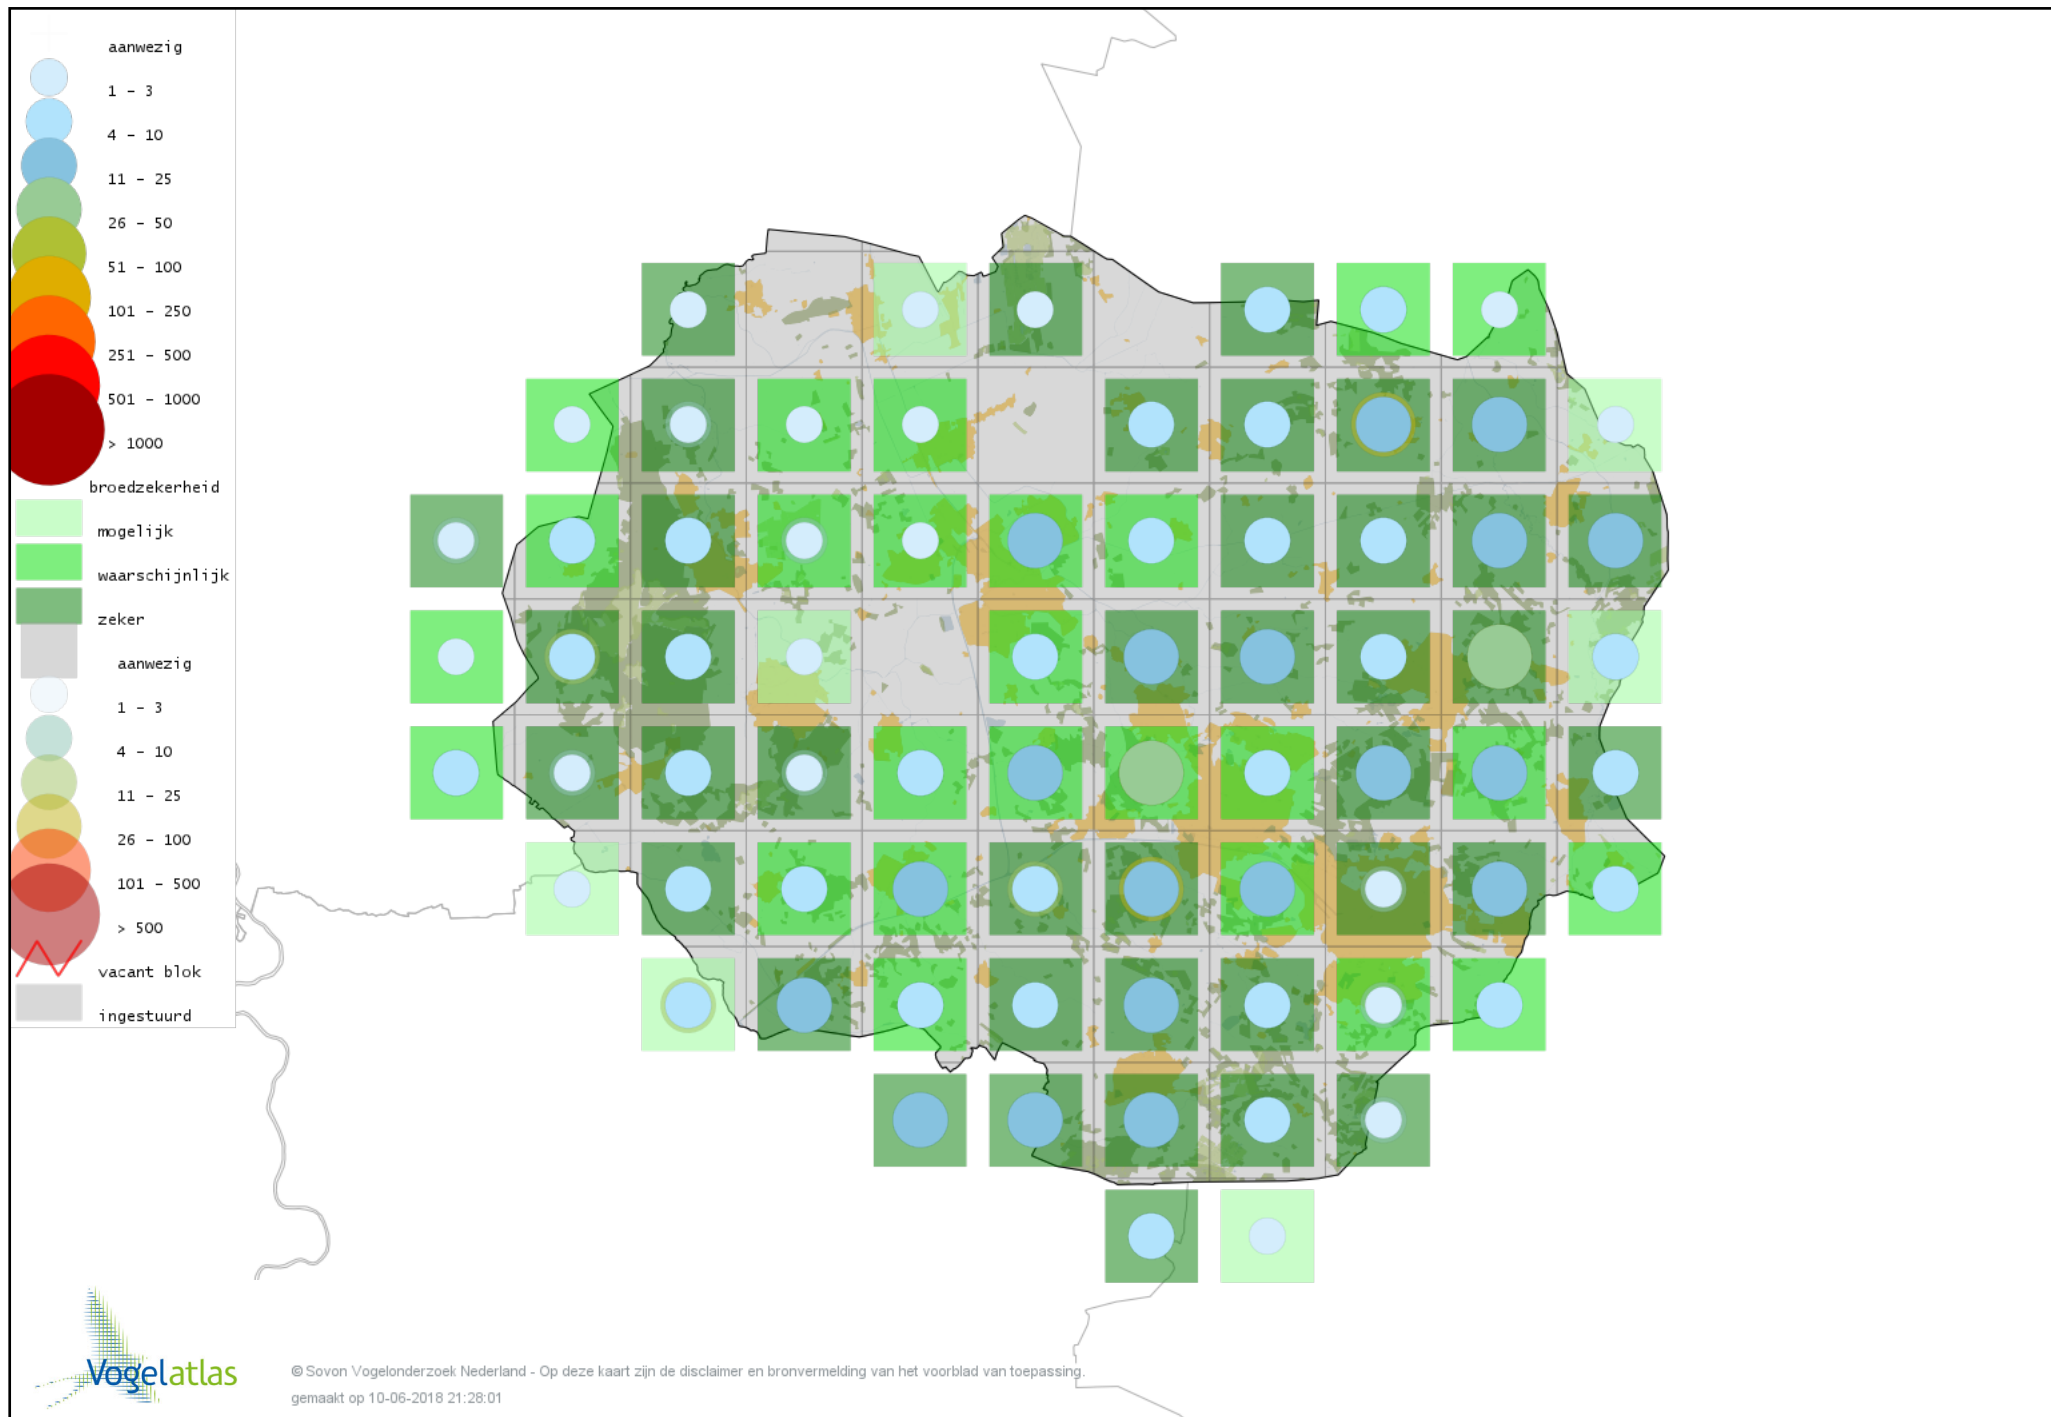 aanwezig
1 - 3
4 - 10
11 - 25
26 - 50
51 - 100
101 - 250
251 - 500
501 - 1000
> 1000
broedzekerheid
mogelijk
waarschijnlijk
zeker
aanwezig
1 - 3
4 - 10
11 - 25
26 - 100
101 - 500
> 500
vacant blok
ingestuurd
Vogelatlas
© Sovon Vogelonderzoek Nederland - Op deze kaart zijn de disclaimer en bronvermelding van het voorblad van toepassing.
gemaakt op 10-06-2018 21:28:01